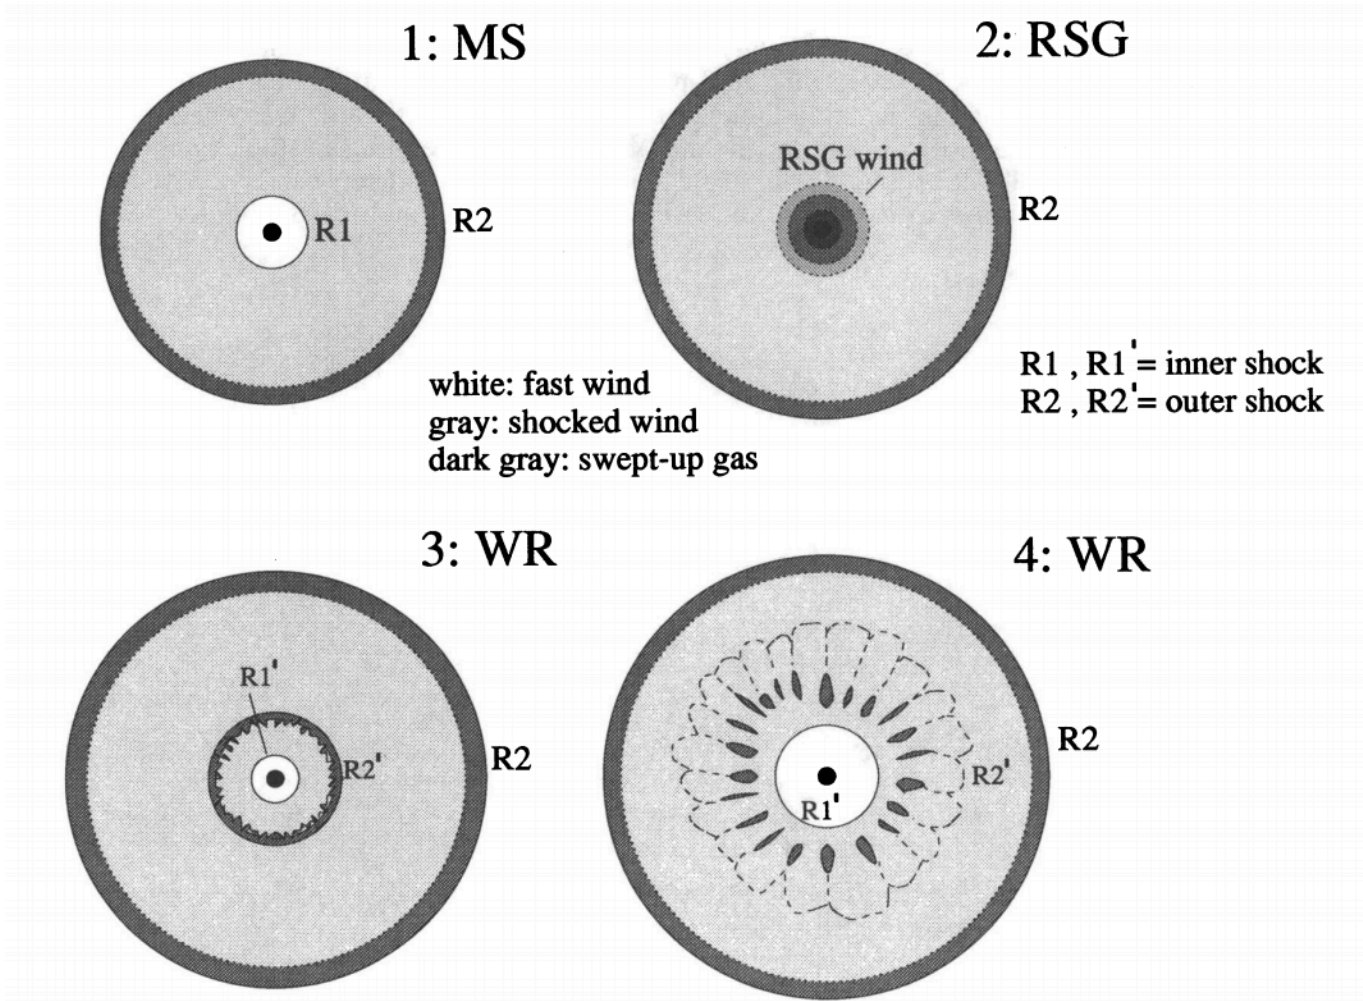 1: MS
2: RSG
RSG wind
R1
R2
R2
white: fast wind
gray: shocked wind
dark gray: swept-up gas
R1 , R1'= inner shock
R2 , R2'= outer shock
3: WR
4: WR
R1'
R2'
R2
R1'
R2'
R2